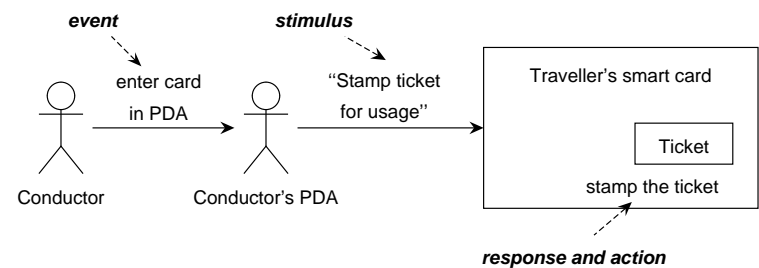 event
stimulus
enter card
in PDA
"Stamp ticket
for usage"
Traveller's smart card
Ticket
stamp the ticket
Conductor
Conductor's PDA
response and action